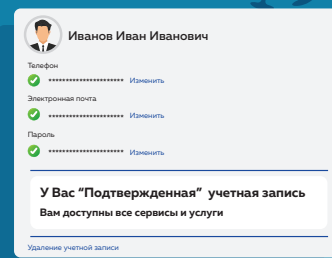 Иванов Иван Иванович
Телефон
*********************** Изменить
Электронная почта
*********************** Изменить
Пароль
*********************** Изменить
У Вас “Подтвержденная” учетная запись
Вам доступны все сервисы и услуги
Удаление учетной записи